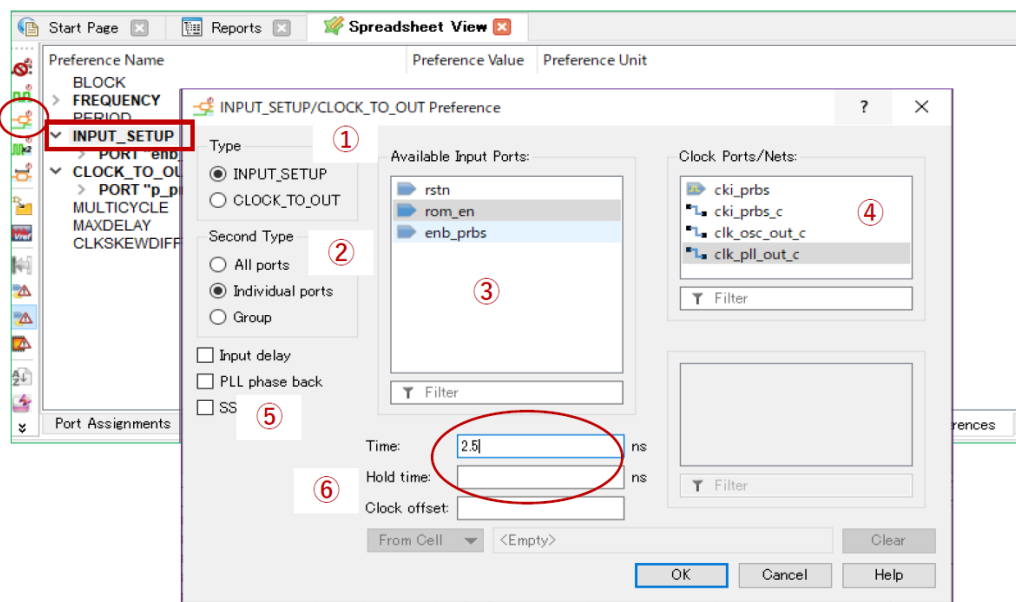 Start Page Reports Spreadsheet View
Preference Name Preference Value Preference Unit
BLOCK
FREQUENCY
PERIOD
INPUT_SETUP
PORT "enb_
CLOCK_TO_OU
PORT "p_p
MULTICYCLE
MAXDELAY
CLKSKEWDIFF
Port Assignments
rences
INPUT_SETUP/CLOCK_TO_OUT Preference ? ×
①
Type
INPUT_SETUP
CLOCK_TO_OUT
②
Second Type
All ports
Individual ports
Group
Input delay
PLL phase back
SS
⑤
Available Input Ports:
rstn
rom_en
enb_prbs
③
Filter
Clock Ports/Nets:
cki_prbs
cki_prbs_c
clk_osc_out_c
clk_pll_out_c
④
Filter
Filter
Time: 2.5 ns
Hold time: ns
⑥
Clock offset:
From Cell <Empty> Clear
OK Cancel Help